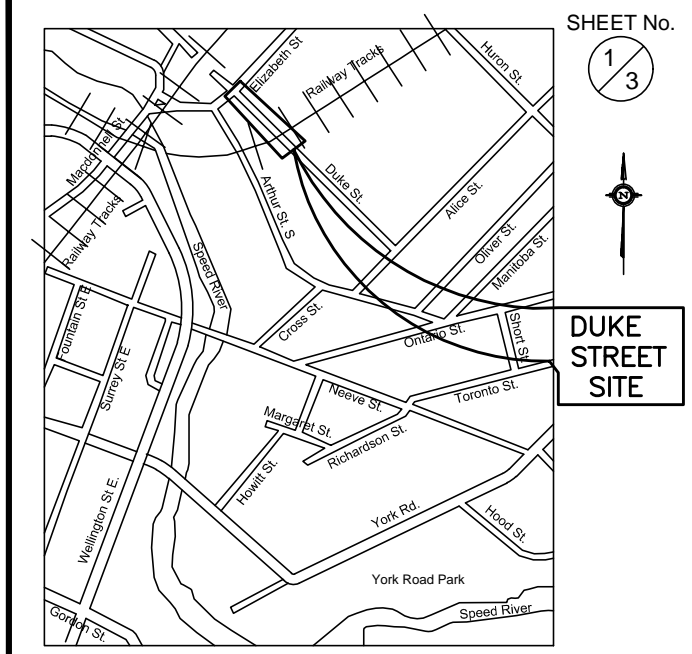 SHEET No.
1
3
Elizabeth St
Railway Tracks
Huron St.
Macdonnell St.
Duke St.
Arthur St. S
Alice St.
Railway Tracks
Speed River
Oliver St.
Manitoba St.
N
Fountain St E
Surrey St E
Cross St.
Ontario St.
Short St.
DUKE
STREET
SITE
Neeve St.
Toronto St.
Margaret St.
Richardson St.
Howitt St.
Wellington St E.
York Rd.
Hood St.
York Road Park
Speed River
Gordon St.